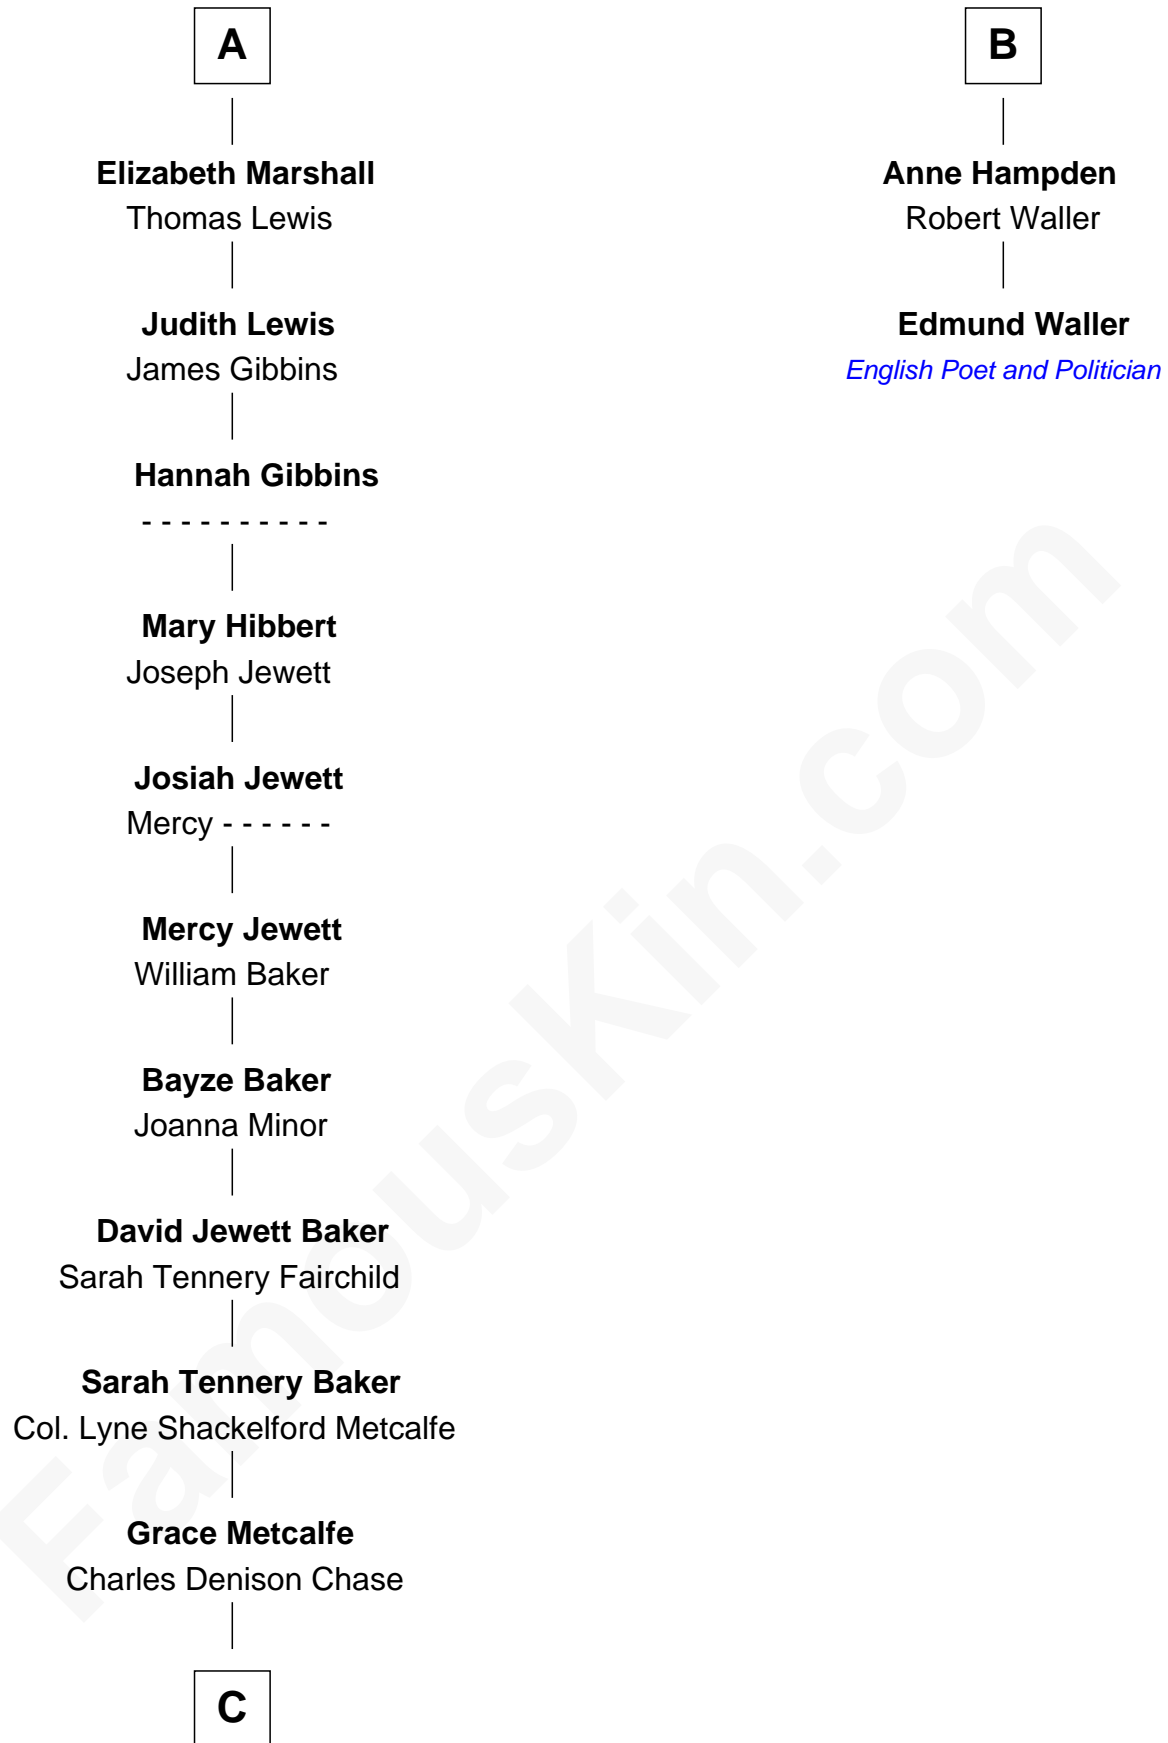 A
Elizabeth Marshall
Thomas Lewis
Judith Lewis
James Gibbins
Hannah Gibbins
- - - - - - - - - -
Mary Hibbert
Joseph Jewett
Josiah Jewett
Mercy - - - - - -
Mercy Jewett
William Baker
Bayze Baker
Joanna Minor
David Jewett Baker
Sarah Tennery Fairchild
Sarah Tennery Baker
Col. Lyne Shackelford Metcalfe
Grace Metcalfe
Charles Denison Chase
C
B
Anne Hampden
Robert Waller
Edmund Waller
English Poet and Politician
FamousKin.com